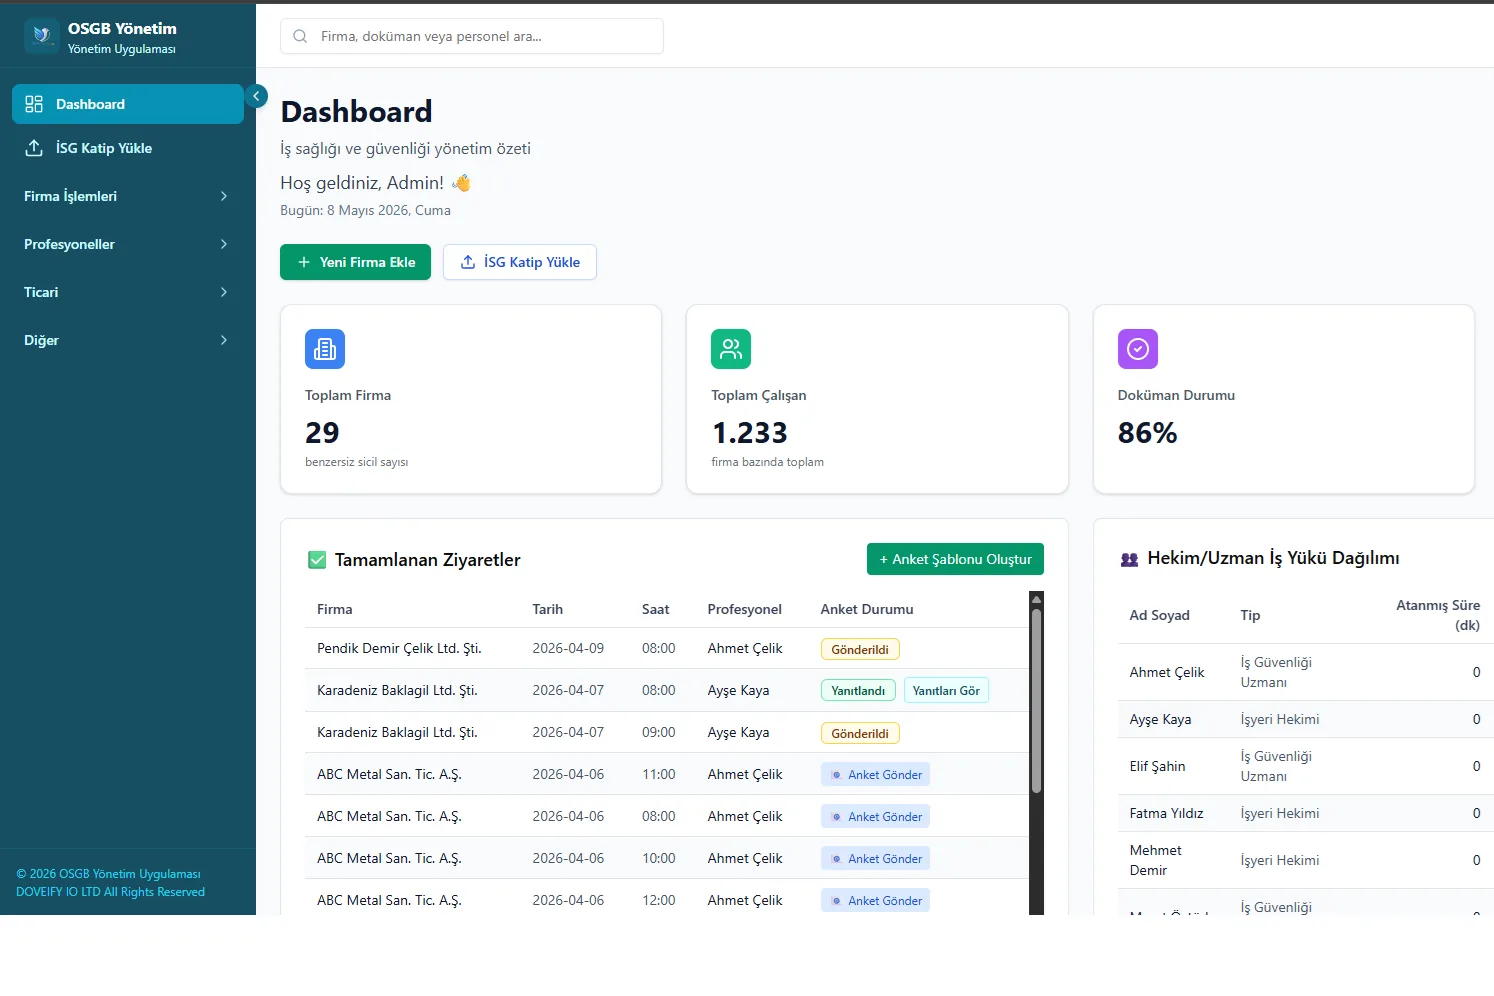 OSGB Yönetim
Yönetim Uygulaması
Firma, doküman veya personel ara...
Dashboard
İSG Katip Yükle
Firma İşlemleri
Profesyoneller
Ticari
Diğer
© 2026 OSGB Yönetim Uygulaması
DOVEIFY IO LTD All Rights Reserved
Dashboard
İş sağlığı ve güvenliği yönetim özeti
Hoş geldiniz, Admin! 👋
Bugün: 8 Mayıs 2026, Cuma
+ Yeni Firma Ekle
İSG Katip Yükle
Toplam Firma
29
benzersiz sicil sayısı
Toplam Çalışan
1.233
firma bazında toplam
Doküman Durumu
86%
✅ Tamamlanan Ziyaretler
+ Anket Şablonu Oluştur
Firma Tarih Saat Profesyonel Anket Durumu
Pendik Demir Çelik Ltd. Şti. 2026-04-09 08:00 Ahmet Çelik Gönderildi
Karadeniz Baklagil Ltd. Şti. 2026-04-07 08:00 Ayşe Kaya Yanıtlandı Yanıtları Gör
Karadeniz Baklagil Ltd. Şti. 2026-04-07 09:00 Ayşe Kaya Gönderildi
ABC Metal San. Tic. A.Ş. 2026-04-06 11:00 Ahmet Çelik Anket Gönder
ABC Metal San. Tic. A.Ş. 2026-04-06 08:00 Ahmet Çelik Anket Gönder
ABC Metal San. Tic. A.Ş. 2026-04-06 10:00 Ahmet Çelik Anket Gönder
ABC Metal San. Tic. A.Ş. 2026-04-06 12:00 Ahmet Çelik Anket Gönder
👥 Hekim/Uzman İş Yükü Dağılımı
Ad Soyad Tip Atanmış Süre
(dk)
Ahmet Çelik İş Güvenliği
Uzmanı 0
Ayşe Kaya İşyeri Hekimi 0
Elif Şahin İş Güvenliği
Uzmanı 0
Fatma Yıldız İşyeri Hekimi 0
Mehmet
Demir İşyeri Hekimi 0
İş Güvenliği